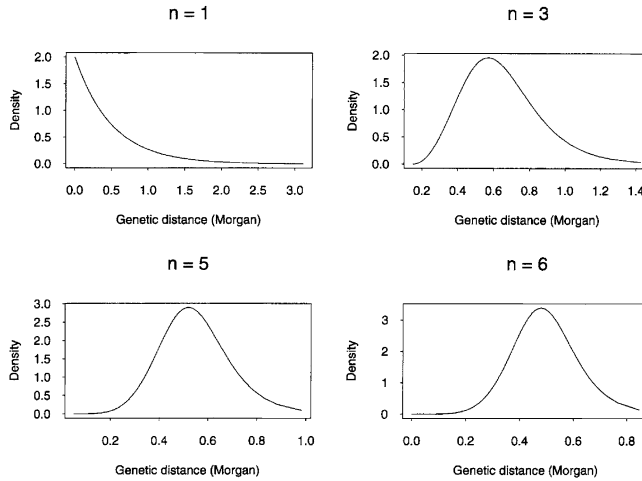 n = 1
2.0
1.5
1.0
0.5
0.0
Density
0.0 0.5 1.0 1.5 2.0 2.5 3.0
Genetic distance (Morgan)
n = 3
2.0
1.5
1.0
0.5
0.0
Density
0.2 0.4 0.6 0.8 1.0 1.2 1.4
Genetic distance (Morgan)
n = 5
3.0
2.5
2.0
1.5
1.0
0.5
0.0
Density
0.2 0.4 0.6 0.8 1.0
Genetic distance (Morgan)
n = 6
3
2
1
0
Density
0.0 0.2 0.4 0.6 0.8
Genetic distance (Morgan)